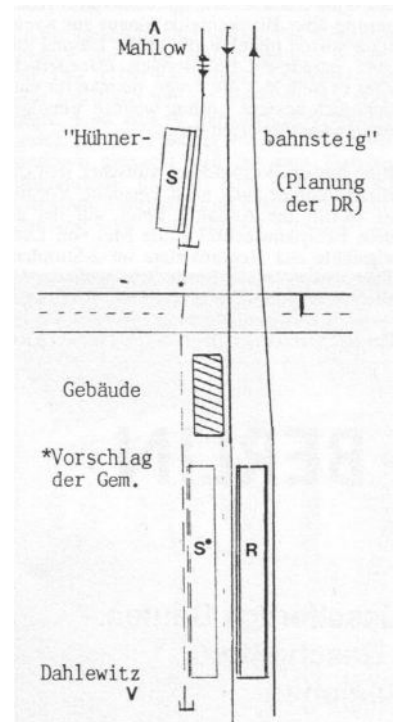 Mahlow
"Hühner-
bahnsteig"
(Planung
der DR)
S
Gebäude
*Vorschlag
der Gem.
S*
R
Dahlewitz